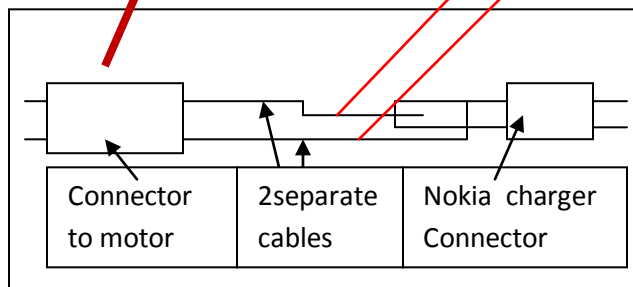 Connector
to motor
2separate
cables
Nokia charger
Connector